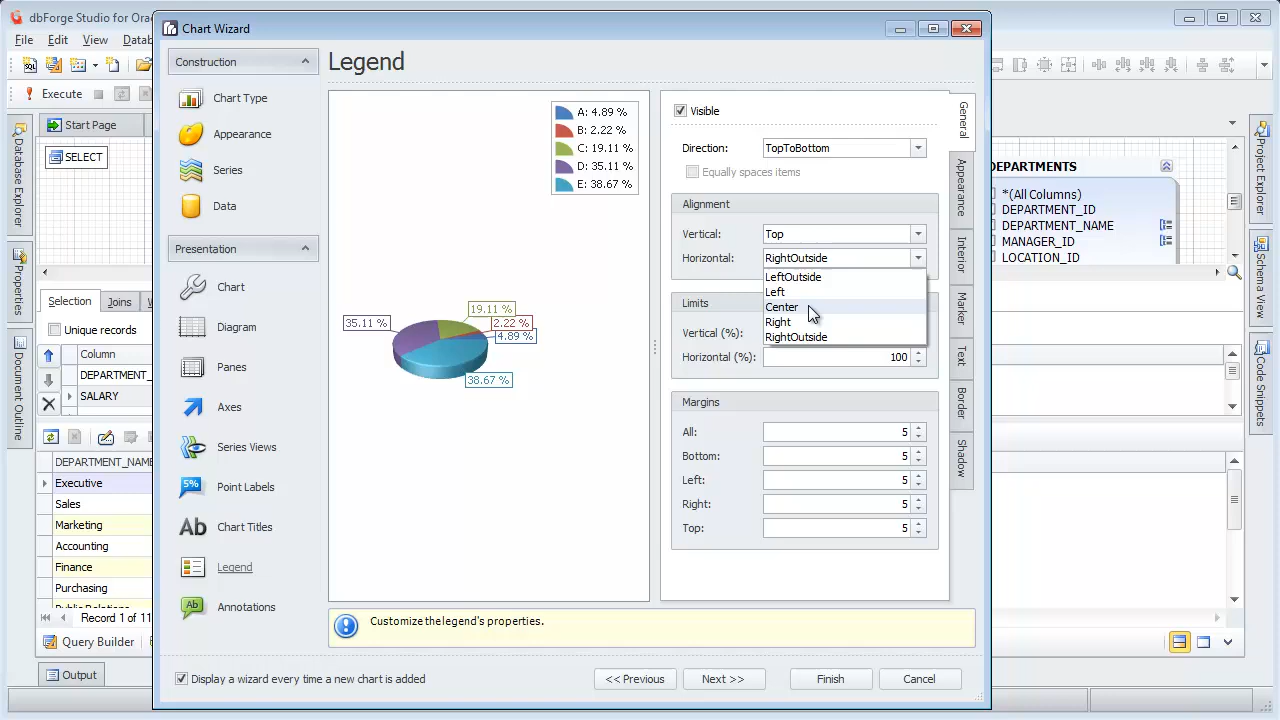 dbForge Studio for Orac
File Edit View Datab
Execute
Start Page
SELECT
Database Explorer
Properties
Document Outline
Selection Joins W
Unique records
Column
DEPARTMENT_
SALARY
DEPARTMENT_NAME
Executive
Sales
Marketing
Accounting
Finance
Purchasing
Record 1 of 11
Query Builder
Output
Chart Wizard
Construction
Chart Type
Appearance
Series
Data
Presentation
Chart
Diagram
Panes
Axes
Series Views
5%
Point Labels
Ab
Chart Titles
Legend
Ab
Annotations
Legend
A: 4.89 %
B: 2.22 %
C: 19.11 %
D: 35.11 %
E: 38.67 %
35.11 %
19.11 %
2.22 %
4.89 %
38.67 %
Visible
Direction: TopToBottom
Equally spaces items
Alignment
Vertical: Top
Horizontal: RightOutside
LeftOutside
Left
Center
Right
RightOutside
Limits
Vertical (%):
Horizontal (%): 100
Margins
All: 5
Bottom: 5
Left: 5
Right: 5
Top: 5
General
Appearance
Interior
Marker
Text
Border
Shadow
Customize the legend's properties.
Display a wizard every time a new chart is added
<< Previous Next >> Finish Cancel
DEPARTMENTS
*(All Columns)
DEPARTMENT_ID
DEPARTMENT_NAME
MANAGER_ID
LOCATION_ID
Project Explorer
Schema View
Code Snippets